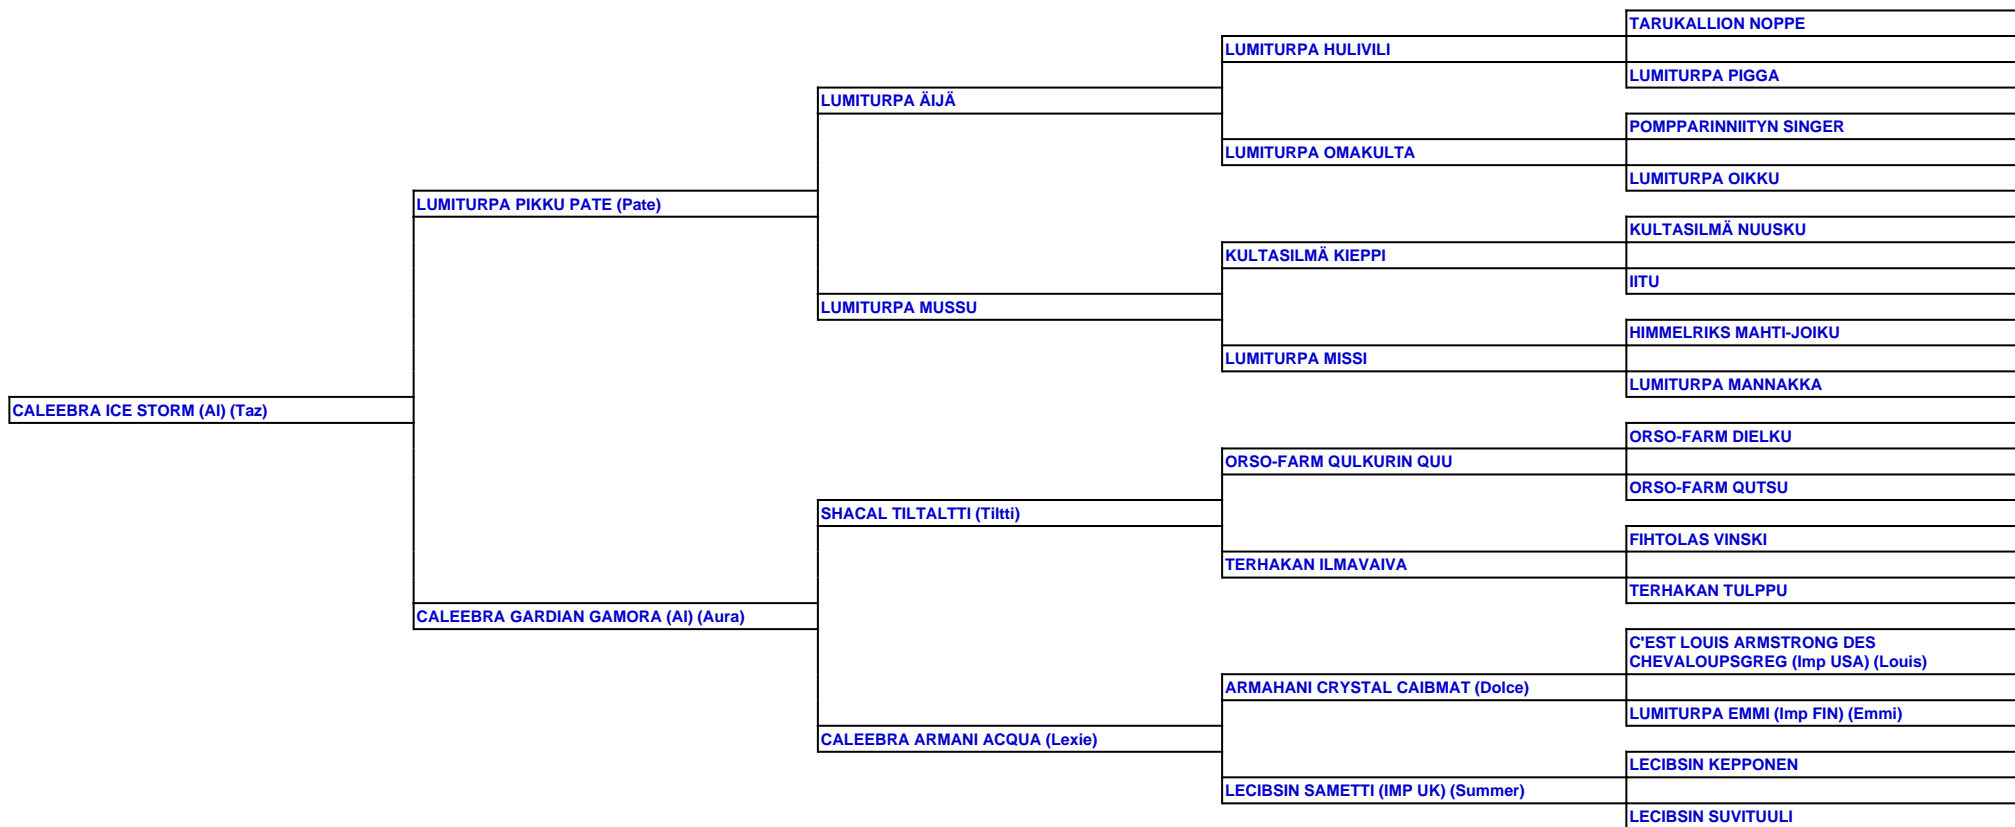 TARUKALLION NOPPE
LUMITURPA HULIVILI
LUMITURPA PIGGA
LUMITURPA ÄIJÄ
POMPPARINNIITYN SINGER
LUMITURPA OMAKULTA
LUMITURPA OIKKU
LUMITURPA PIKKU PATE (Pate)
KULTASILMÄ NUUSKU
KULTASILMÄ KIEPPI
IITU
LUMITURPA MUSSU
HIMMELRIKS MAHTI-JOIKU
LUMITURPA MISSI
LUMITURPA MANNAKKA
CALEEBRA ICE STORM (AI) (Taz)
ORSO-FARM DIELKU
ORSO-FARM QULKURIN QUU
ORSO-FARM QUTSU
SHACAL TILTALTTI (Tiltti)
FIHTOLAS VINSKI
TERHAKAN ILMAVAIVA
TERHAKAN TULPPU
CALEEBRA GARDIAN GAMORA (AI) (Aura)
C'EST LOUIS ARMSTRONG DES
CHEVALOUPSGREG (Imp USA) (Louis)
ARMAHANI CRYSTAL CAIBMAT (Dolce)
LUMITURPA EMMI (Imp FIN) (Emmi)
CALEEBRA ARMANI ACQUA (Lexie)
LECIBSIN KEPPONEN
LECIBSIN SAMETTI (IMP UK) (Summer)
LECIBSIN SUVITUULI